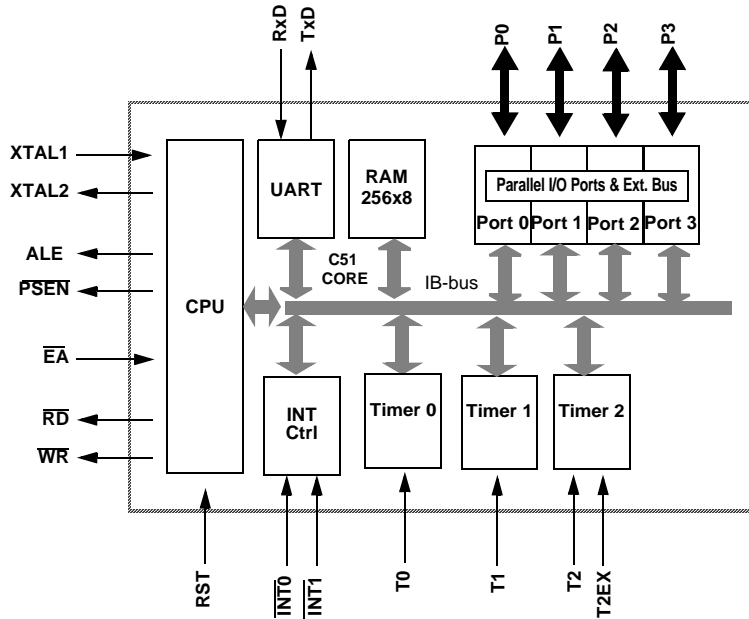 RxD
TxD
P0
P1
P2
P3
XTAL1
XTAL2
ALE
PSEN
EA
RD
WR
CPU
UART
RAM
256x8
Parallel I/O Ports & Ext. Bus
Port 0
Port 1
Port 2
Port 3
C51
CORE
IB-bus
INT
Ctrl
Timer 0
Timer 1
Timer 2
RST
INT0
INT1
T0
T1
T2
T2EX